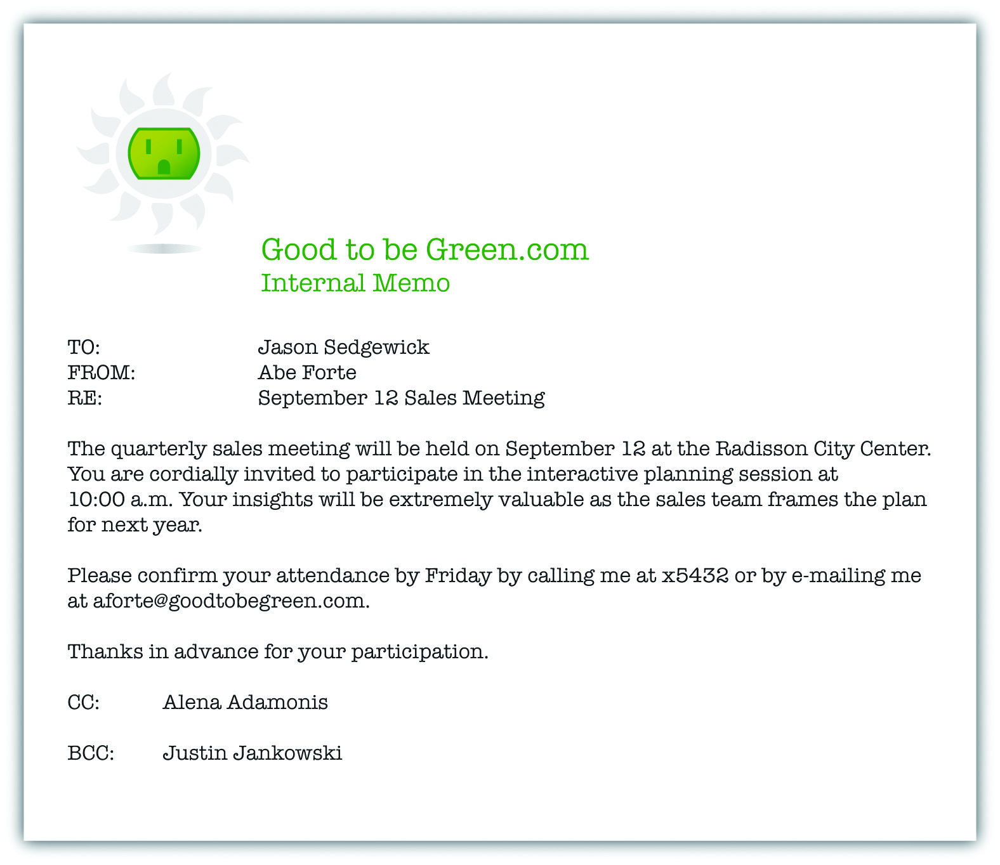 Good to be Green.com
Internal Memo
TO: Jason Sedgewick
FROM: Abe Forte
RE: September 12 Sales Meeting
The quarterly sales meeting will be held on September 12 at the Radisson City Center.
You are cordially invited to participate in the interactive planning session at
10:00 a.m. Your insights will be extremely valuable as the sales team frames the plan
for next year.
Please confirm your attendance by Friday by calling me at x5432 or by e-mailing me
at aforte@goodtobegreen.com.
Thanks in advance for your participation.
CC: Alena Adamonis
BCC: Justin Jankowski